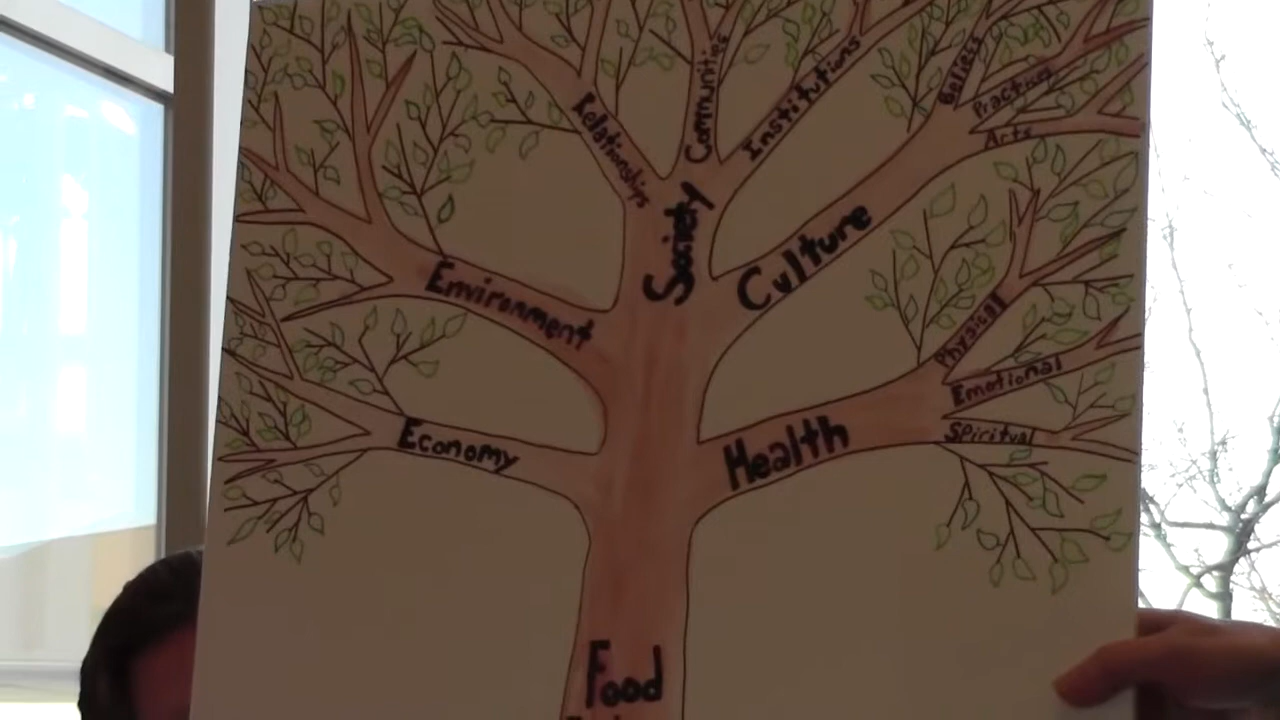 Relationships
Communities
Institutions
Beliefs
Practices
Arts
Society
Culture
Environment
Physical
Emotional
Spiritual
Economy
Health
Food